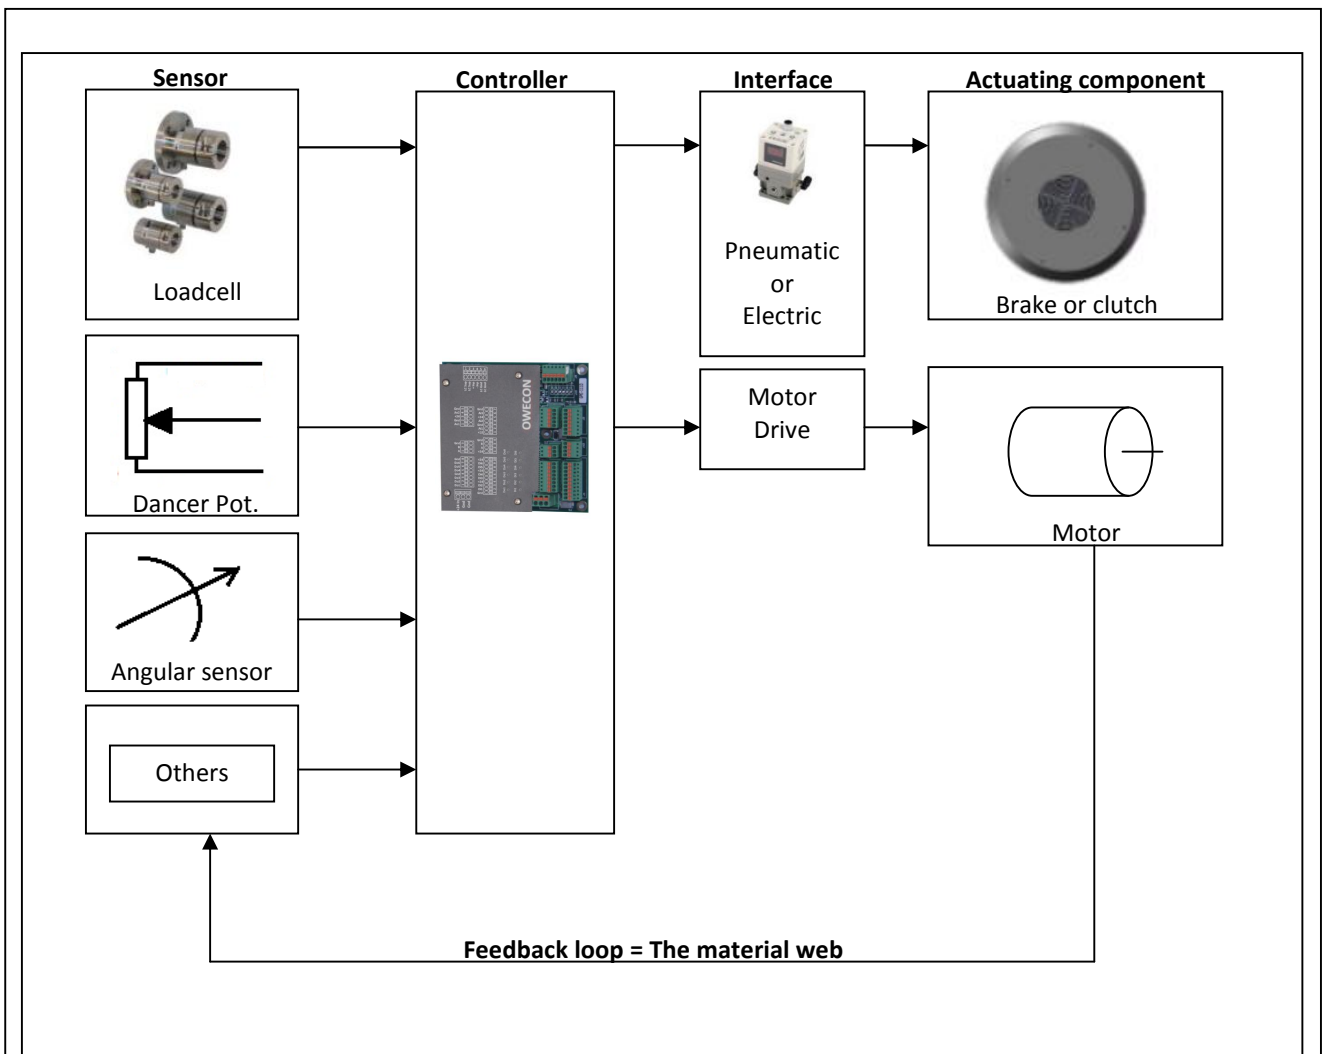 Sensor
Controller
Interface
Actuating component
Loadcell
Pneumatic
or
Electric
Brake or clutch
OWECON
Dancer Pot.
Motor
Drive
Motor
Angular sensor
Others
Feedback loop = The material web